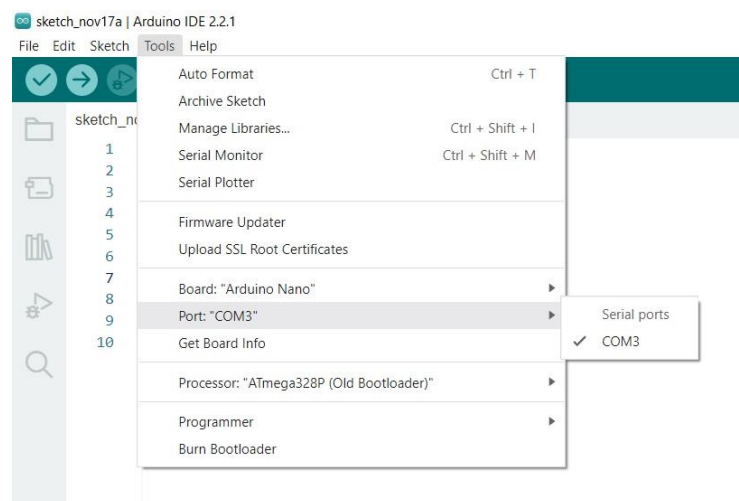 sketch_nov17a | Arduino IDE 2.2.1
File Edit Sketch Tools Help
sketch_n
Auto Format Ctrl + T
Archive Sketch
Manage Libraries... Ctrl + Shift + I
Serial Monitor Ctrl + Shift + M
Serial Plotter
Firmware Updater
Upload SSL Root Certificates
Board: "Arduino Nano"
Port: "COM3"
Get Board Info
Processor: "ATmega328P (Old Bootloader)"
Programmer
Burn Bootloader
Serial ports
COM3
1
2
3
4
5
6
7
8
9
10